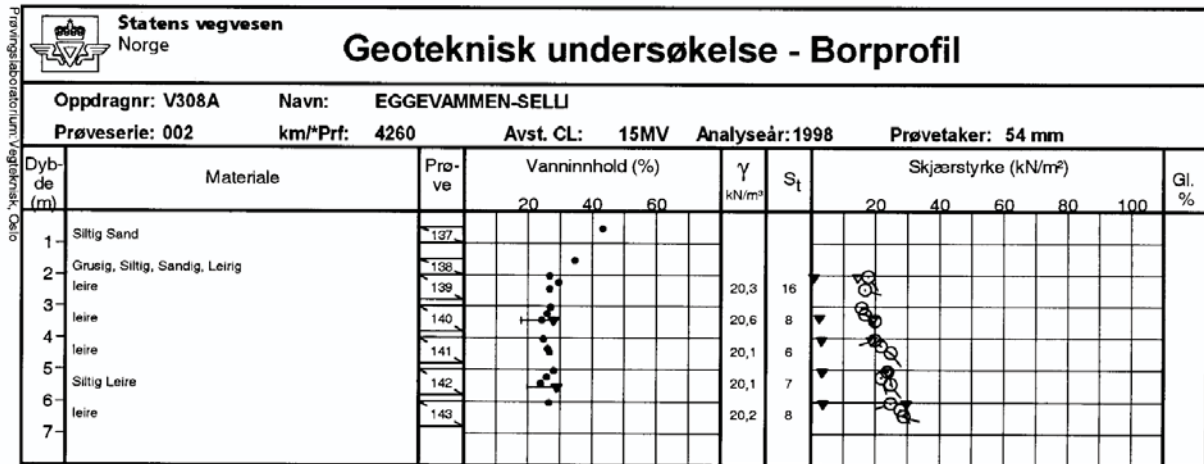 Statens vegvesen
Norge
Geoteknisk undersøkelse - Borprofil
Prøvingslaboratorium: Vegteknisk, Oslo
Oppdragnr: V308A Navn: EGGEVAMMEN-SELLI
Prøveserie: 002 km/*Prf: 4260 Avst. CL: 15MV Analyseår: 1998 Prøvetaker: 54 mm
Dyb-
de
(m)
Materiale
Prø-
ve
Vanninnhold (%)
20 40 60
γ
kN/m³
St
Skjærstyrke (kN/m²)
20 40 60 80 100
Gl.
%
Siltig Sand 137
1
Grusig, Siltig, Sandig, Leirig 138
2
leire 139 20,3 16
3
leire 140 20,6 8
4
leire 141 20,1 6
5
Siltig Leire 142 20,1 7
6
leire 143 20,2 8
7